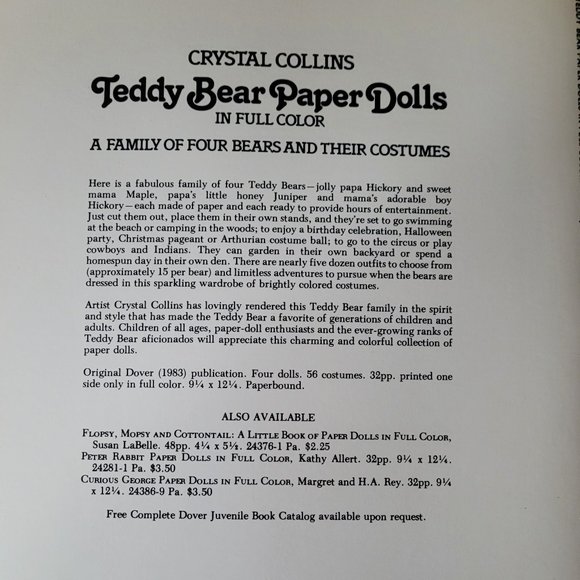 CRYSTAL COLLINS
Teddy Bear Paper Dolls
IN FULL COLOR
A FAMILY OF FOUR BEARS AND THEIR COSTUMES
Here is a fabulous family of four Teddy Bears—jolly papa Hickory and sweet
mama Maple, papa's little honey Juniper and mama's adorable boy
Hickory—each made of paper and each ready to provide hours of entertainment.
Just cut them out, place them in their own stands, and they're set to go swimming
at the beach or camping in the woods; to enjoy a birthday celebration, Halloween
party, Christmas pageant or Arthurian costume ball; to go to the circus or play
cowboys and Indians. They can garden in their own backyard or spend a
homespun day in their own den. There are nearly five dozen outfits to choose from
(approximately 15 per bear) and limitless adventures to pursue when the bears are
dressed in this sparkling wardrobe of brightly colored costumes.
Artist Crystal Collins has lovingly rendered this Teddy Bear family in the spirit
and style that has made the Teddy Bear a favorite of generations of children and
adults. Children of all ages, paper-doll enthusiasts and the ever-growing ranks of
Teddy Bear aficionados will appreciate this charming and colorful collection of
paper dolls.
Original Dover (1983) publication. Four dolls. 56 costumes. 32pp. printed one
side only in full color. 9¼ x 12¼. Paperbound.
ALSO AVAILABLE
FLOPSY, MOPSY AND COTTONTAIL: A LITTLE BOOK OF PAPER DOLLS IN FULL COLOR,
Susan LaBelle. 48pp. 4¼ x 5½. 24376-1 Pa. $2.25
PETER RABBIT PAPER DOLLS IN FULL COLOR, Kathy Allert. 32pp. 9¼ x 12¼.
24281-1 Pa. $3.50
CURIOUS GEORGE PAPER DOLLS IN FULL COLOR, Margret and H.A. Rey. 32pp. 9¼
x 12¼. 24386-9 Pa. $3.50
Free Complete Dover Juvenile Book Catalog available upon request.